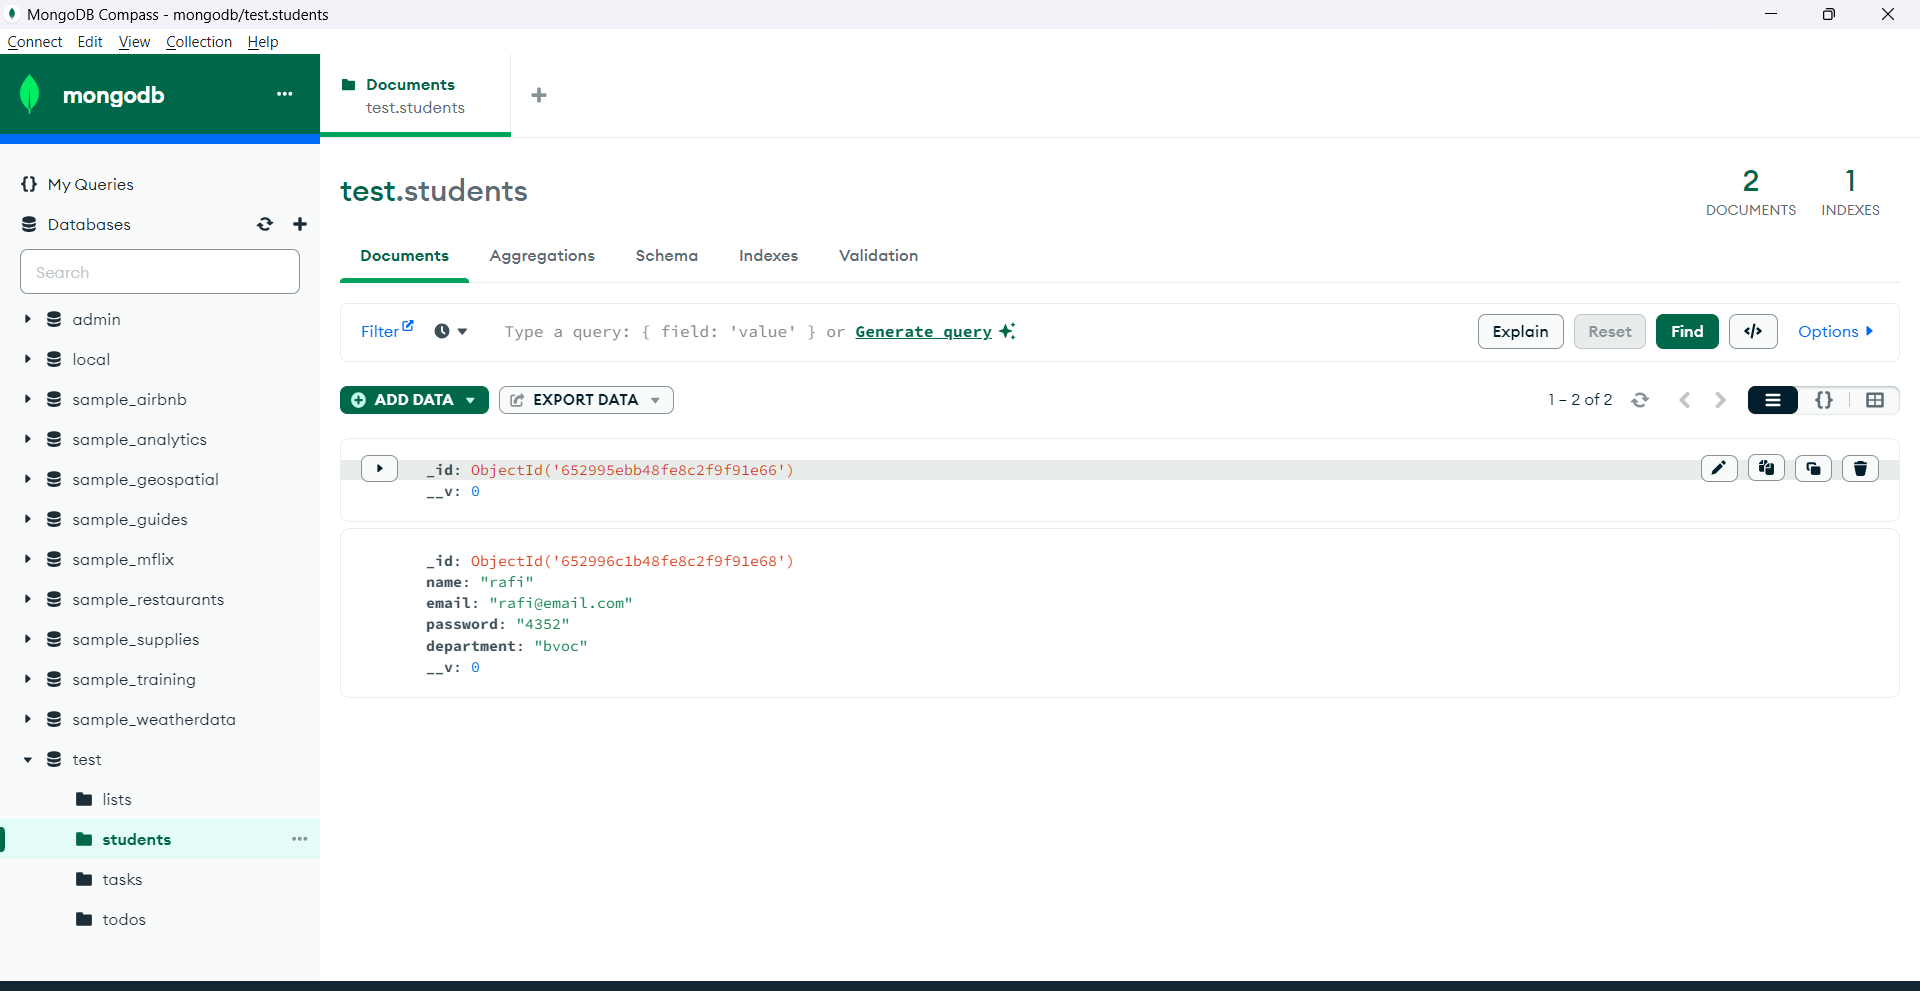 MongoDB Compass - mongodb/test.students
Connect Edit View Collection Help
mongodb
Documents
test.students
My Queries
Databases
Search
admin
local
sample_airbnb
sample_analytics
sample_geospatial
sample_guides
sample_mflix
sample_restaurants
sample_supplies
sample_training
sample_weatherdata
test
lists
students
tasks
todos
test.students
2
DOCUMENTS
1
INDEXES
Documents Aggregations Schema Indexes Validation
Filter Type a query: { field: 'value' } or Generate query Explain Reset Find </> Options
ADD DATA EXPORT DATA 1 – 2 of 2 {}
_id: ObjectId('652995ebb48fe8c2f9f91e66')
__v: 0
_id: ObjectId('652996c1b48fe8c2f9f91e68')
name: "rafi"
email: "rafi@email.com"
password: "4352"
department: "bvoc"
__v: 0